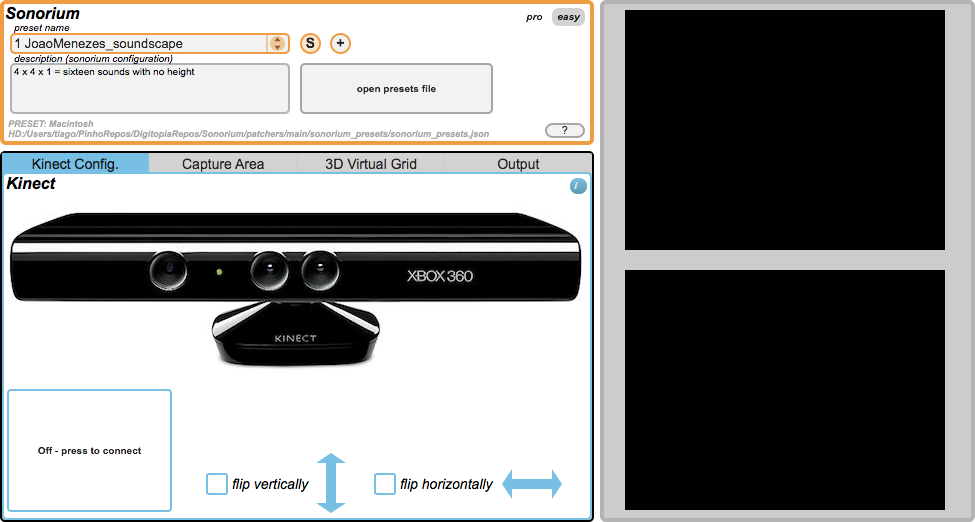 Sonorium
pro easy
preset name
1 JoaoMenezes_soundscape
S +
description (sonorium configuration)
4 x 4 x 1 = sixteen sounds with no height
open presets file
PRESET: Macintosh
HD:/Users/tiago/PinhoRepos/DigitopiaRepos/Sonorium/patchers/main/sonorium_presets/sonorium_presets.json
?
Kinect Config. Capture Area 3D Virtual Grid Output
Kinect
i
XBOX 360
KINECT
Off - press to connect
flip vertically
flip horizontally